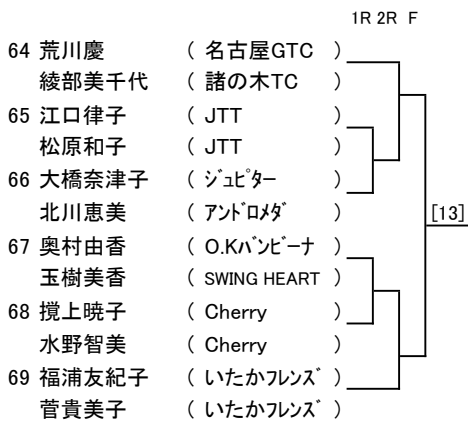 1R 2R F
64 荒川慶 ( 名古屋GTC )
綾部美千代 ( 諸の木TC )
65 江口律子 ( JTT )
松原和子 ( JTT )
66 大橋奈津子 ( ｼﾞｭﾋﾟﾀｰ )
北川恵美 ( ｱﾝﾄﾞﾛﾒﾀﾞ )
[13]
67 奥村由香 ( O.Kﾊﾞﾝﾋﾞｰﾅ )
玉樹美香 ( SWING HEART )
68 撹上暁子 ( Cherry )
水野智美 ( Cherry )
69 福浦友紀子 ( いたかﾌﾚﾝｽﾞ )
菅貴美子 ( いたかﾌﾚﾝｽﾞ )